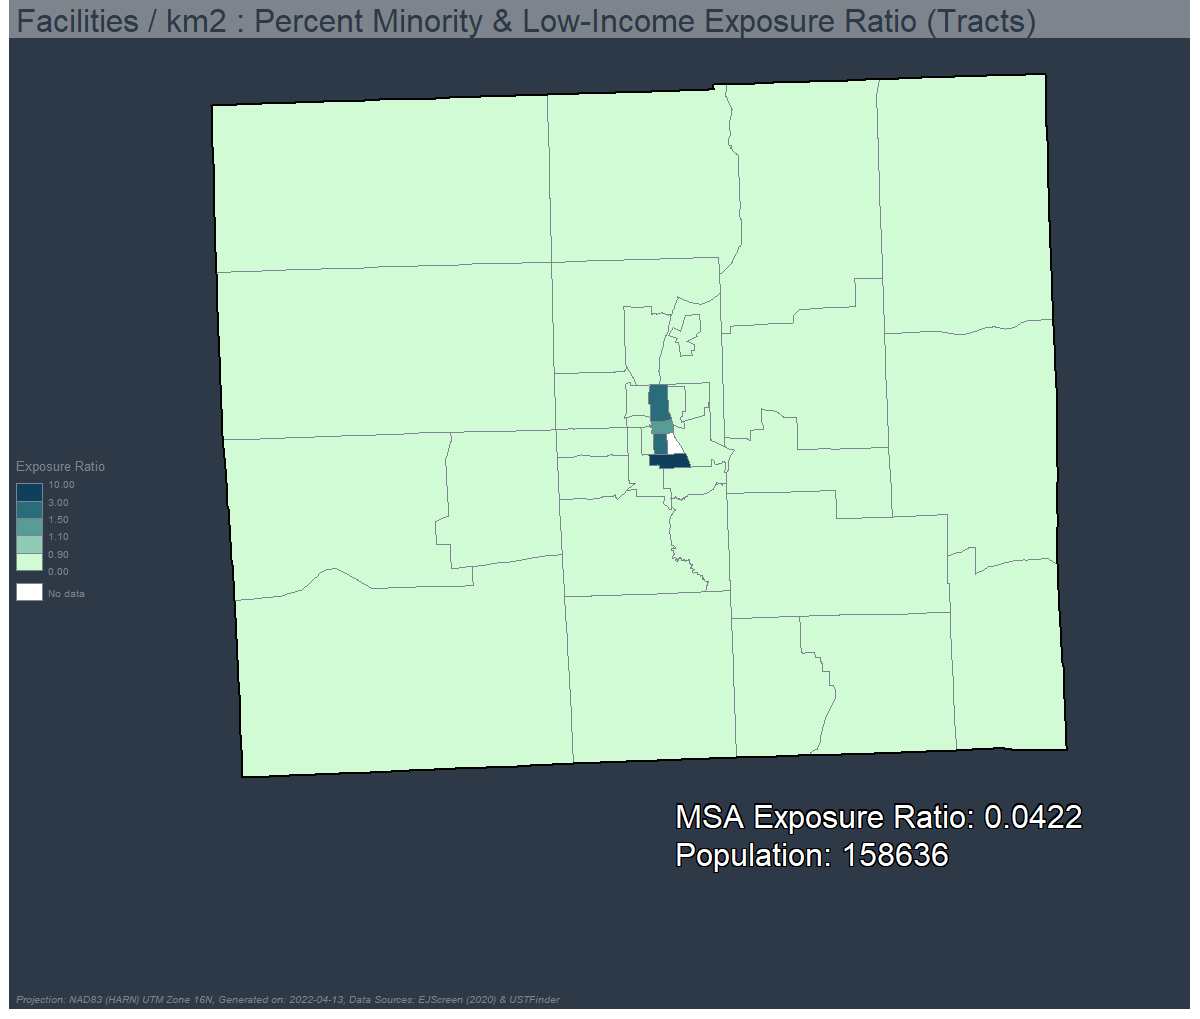 Facilities / km2 : Percent Minority & Low-Income Exposure Ratio (Tracts)
Exposure Ratio
10.00
3.00
1.50
1.10
0.90
0.00
No data
MSA Exposure Ratio: 0.0422
Population: 158636
Projection: NAD83 (HARN) UTM Zone 16N, Generated on: 2022-04-13, Data Sources: EJScreen (2020) & USTFinder